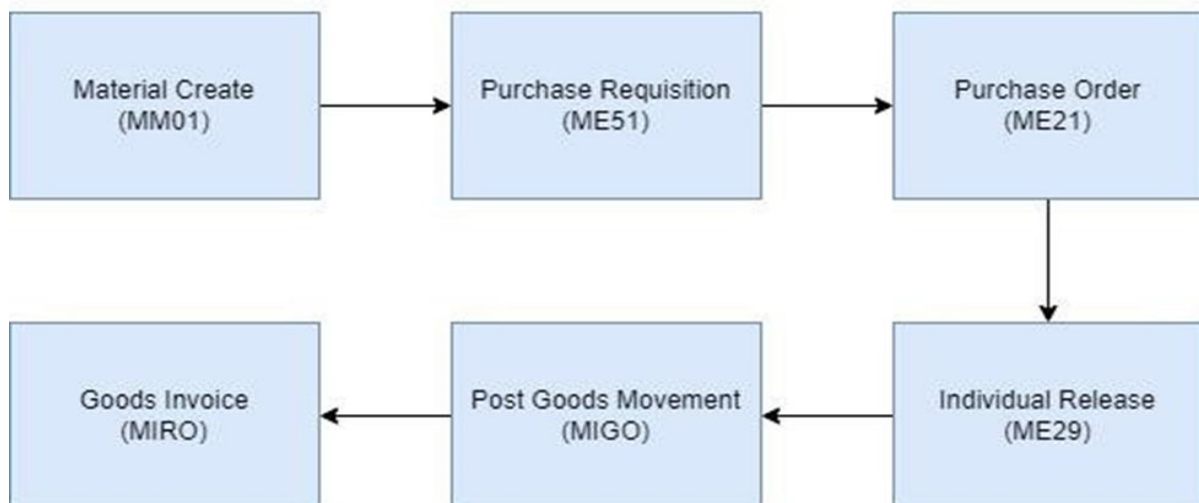 Material Create
(MM01)
Purchase Requisition
(ME51)
Purchase Order
(ME21)
Goods Invoice
(MIRO)
Post Goods Movement
(MIGO)
Individual Release
(ME29)